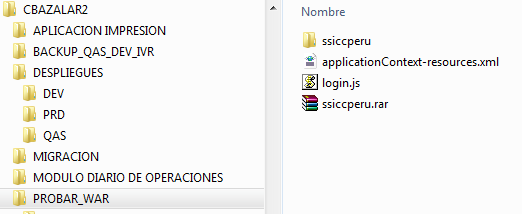 CBAZALAR2
APLICACION IMPRESION
BACKUP_QAS_DEV_IVR
DESPLIEGUES
DEV
PRD
QAS
MIGRACION
MODULO DIARIO DE OPERACIONES
PROBAR_WAR
Nombre
ssiccperu
applicationContext-resources.xml
login.js
ssiccperu.rar